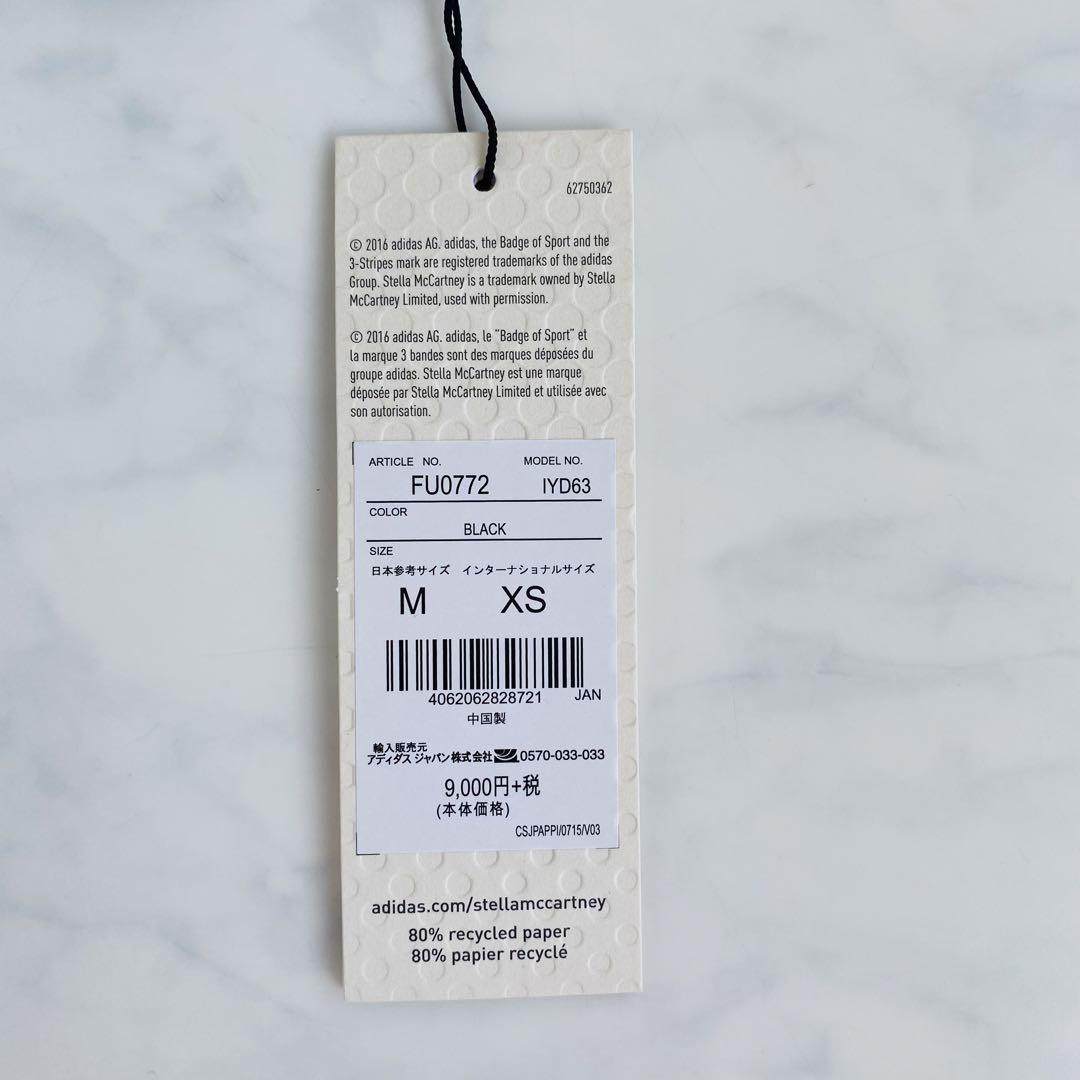 62750362
© 2016 adidas AG. adidas, the Badge of Sport and the
3-Stripes mark are registered trademarks of the adidas
Group. Stella McCartney is a trademark owned by Stella
McCartney Limited, used with permission.
© 2016 adidas AG. adidas, le "Badge of Sport" et
la marque 3 bandes sont des marques déposées du
groupe adidas. Stella McCartney est une marque
déposée par Stella McCartney Limited et utilisée avec
son autorisation.
ARTICLE NO. MODEL NO.
FU0772 IYD63
COLOR
BLACK
SIZE
日本参考サイズ インターナショナルサイズ
M XS
4062062828721 JAN
中国製
輸入販売元
アディダス ジャパン株式会社 0570-033-033
9,000円+税
(本体価格)
CSJPAPPI/0715/V03
adidas.com/stellamccartney
80% recycled paper
80% papier recyclé